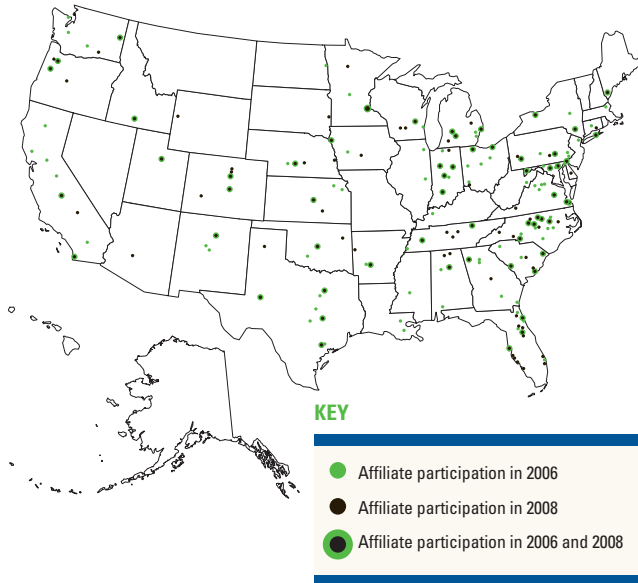 KEY
Affiliate participation in 2006
Affiliate participation in 2008
Affiliate participation in 2006 and 2008